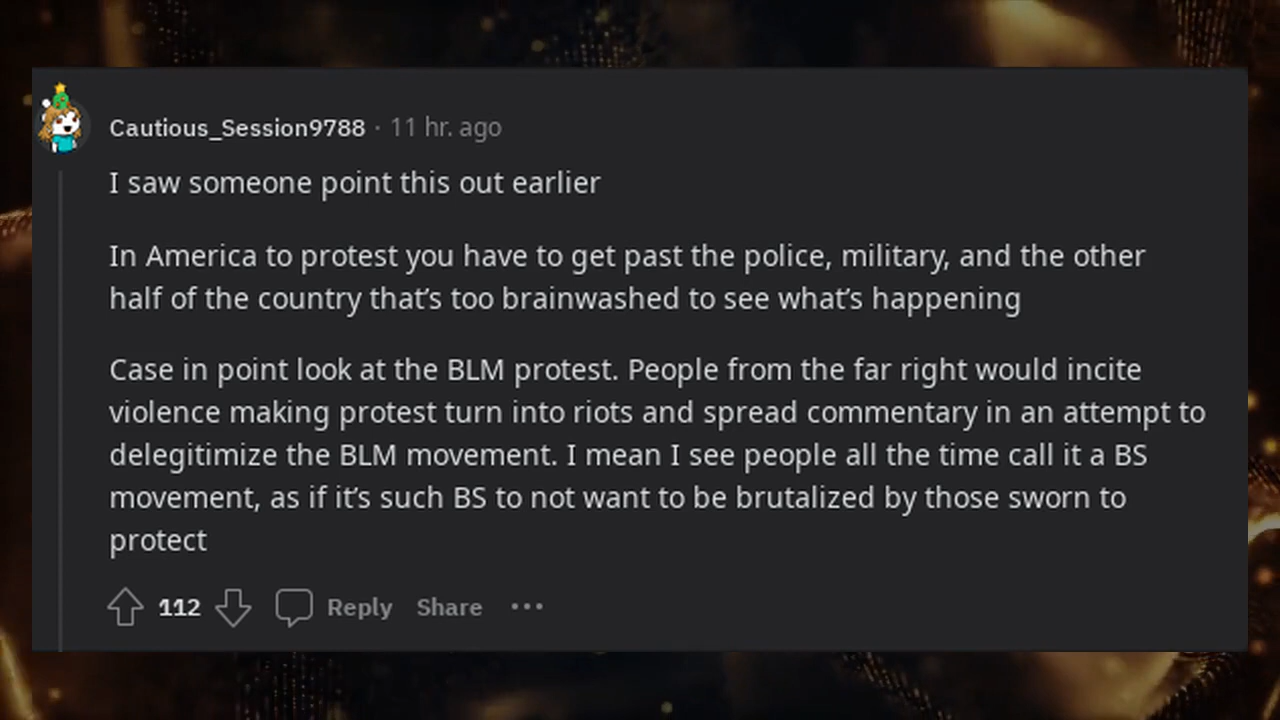 Cautious_Session9788 · 11 hr. ago
I saw someone point this out earlier
In America to protest you have to get past the police, military, and the other
half of the country that’s too brainwashed to see what’s happening
Case in point look at the BLM protest. People from the far right would incite
violence making protest turn into riots and spread commentary in an attempt to
delegitimize the BLM movement. I mean I see people all the time call it a BS
movement, as if it’s such BS to not want to be brutalized by those sworn to
protect
112 Reply Share ···